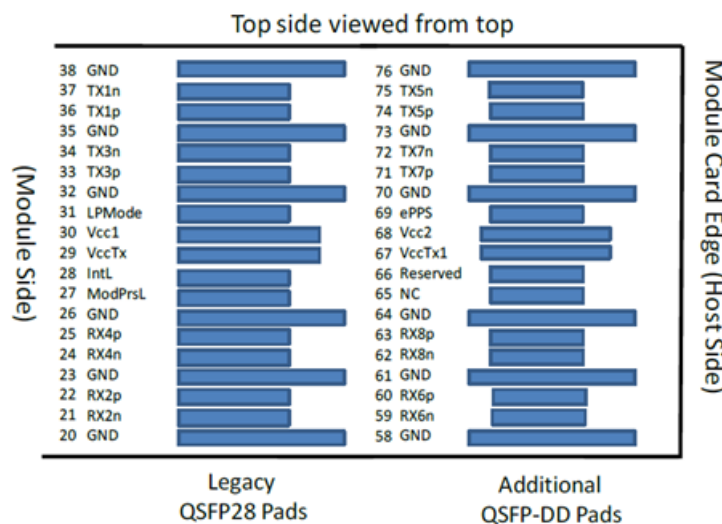 Top side viewed from top
38 GND 76 GND
37 TX1n 75 TX5n
36 TX1p 74 TX5p
35 GND 73 GND
34 TX3n 72 TX7n
33 TX3p 71 TX7p
32 GND 70 GND
31 LPMode 69 ePPS
30 Vcc1 68 Vcc2
29 VccTx 67 VccTx1
28 IntL 66 Reserved
27 ModPrsL 65 NC
26 GND 64 GND
25 RX4p 63 RX8p
24 RX4n 62 RX8n
23 GND 61 GND
22 RX2p 60 RX6p
21 RX2n 59 RX6n
20 GND 58 GND
(Module Side)
Module Card Edge (Host Side)
Legacy
QSFP28 Pads
Additional
QSFP-DD Pads